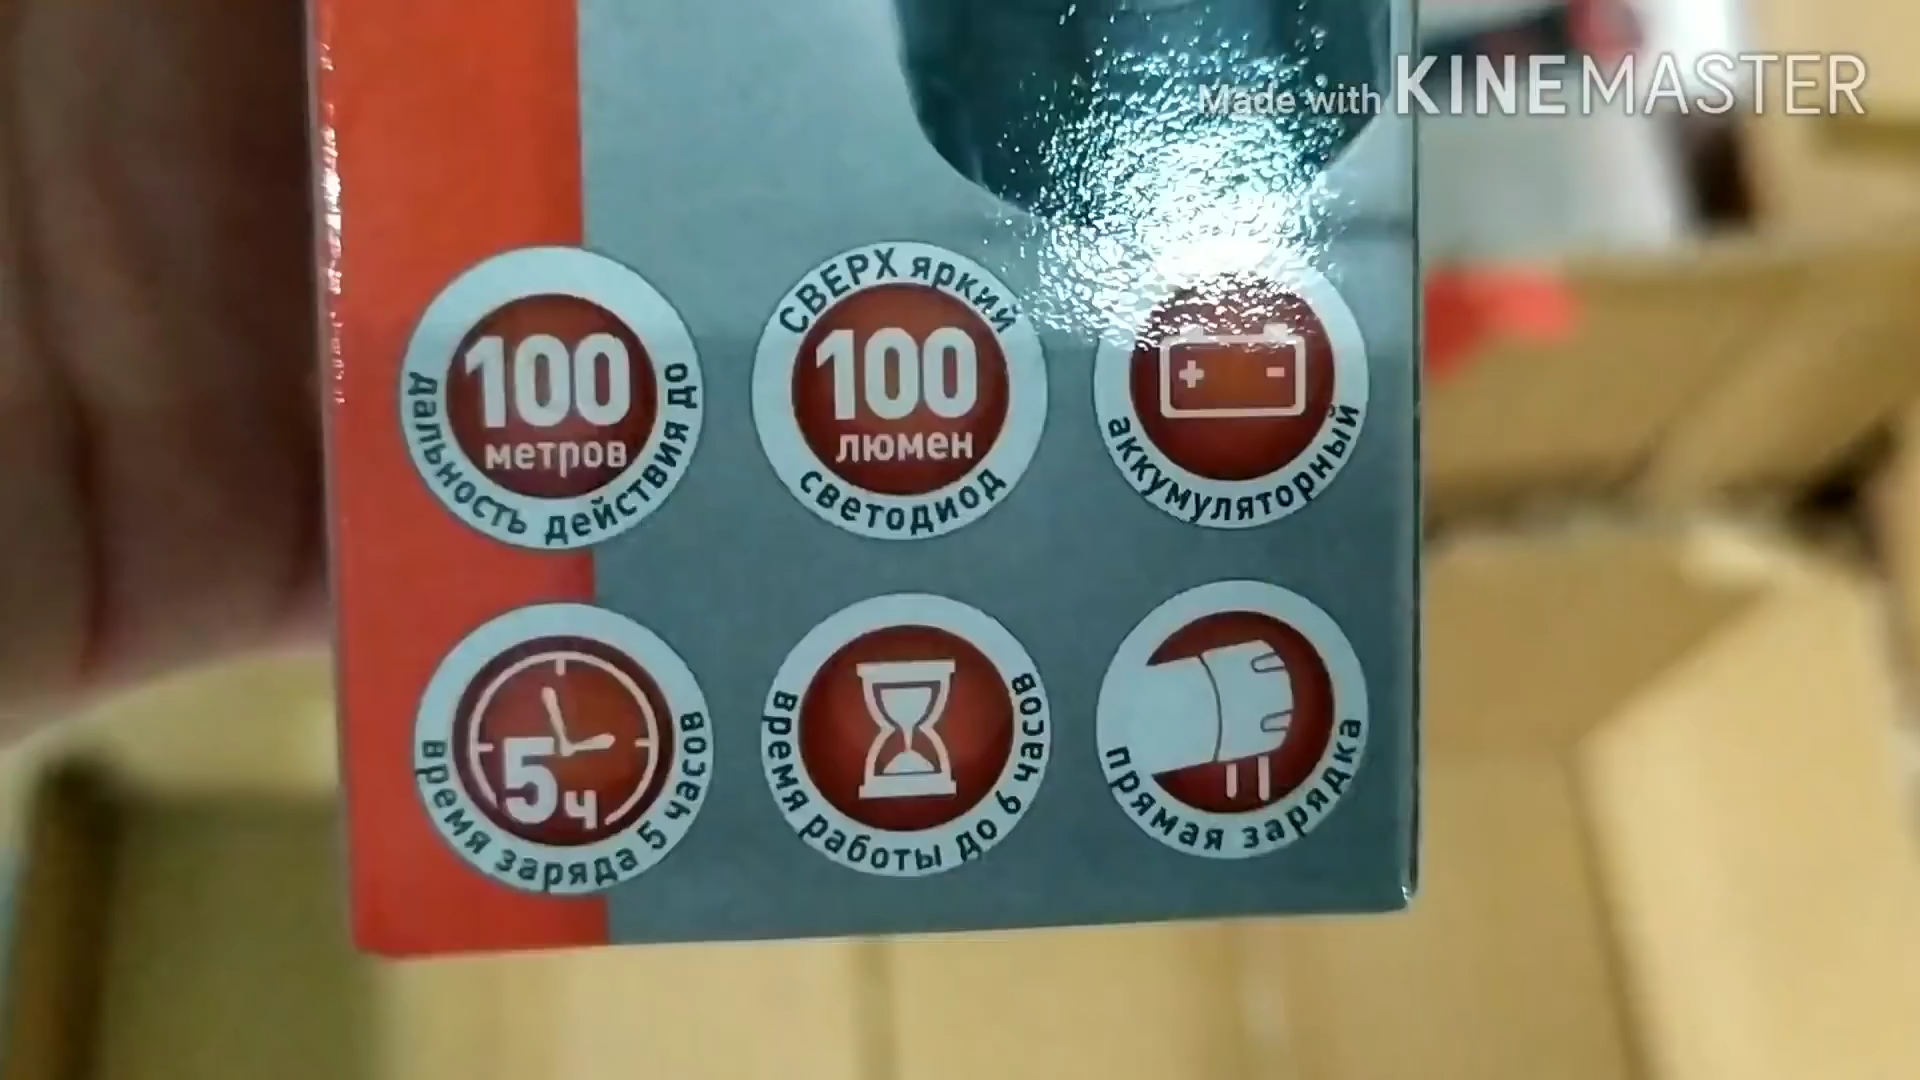 Made with KINEMASTER
100
метров
дальность действия до
СВЕРХ яркий
100
люмен
светодиод
+ -
аккумуляторный
5ч
время заряда 5 часов
время работы до 6 часов
прямая зарядка